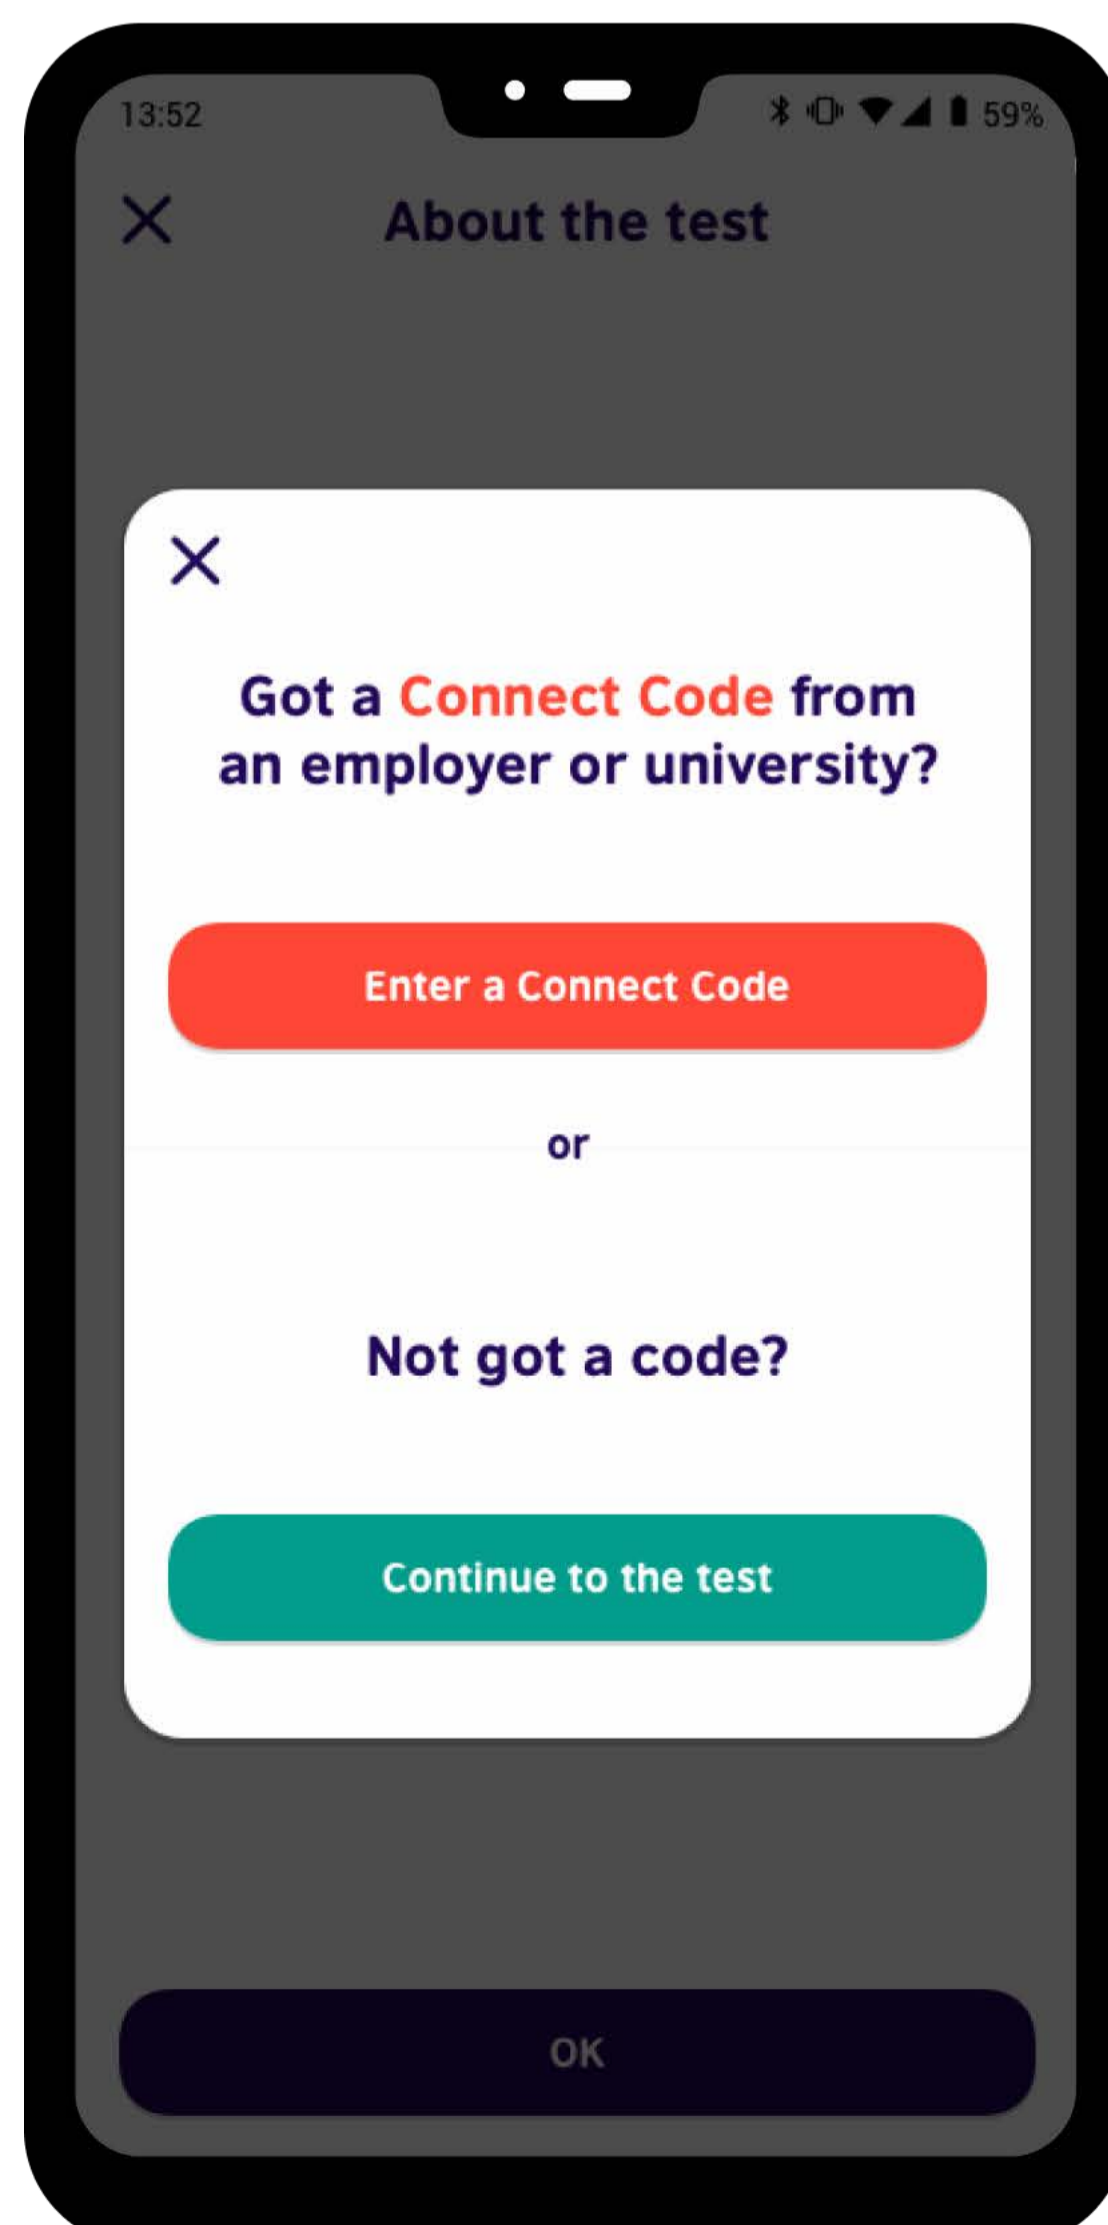 13:52
59%
About the test
Got a Connect Code from
an employer or university?
Enter a Connect Code
or
Not got a code?
Continue to the test
OK